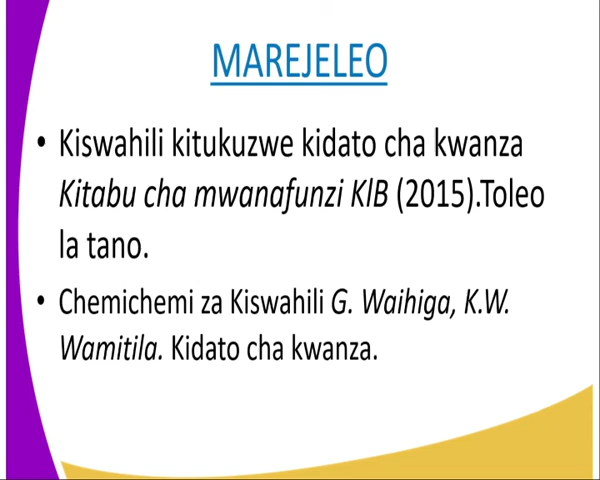 MAREJELEO
• Kiswahili kitukuzwe kidato cha kwanza
Kitabu cha mwanafunzi KlB (2015).Toleo
la tano.
• Chemichemi za Kiswahili G. Waihiga, K.W.
Wamitila. Kidato cha kwanza.